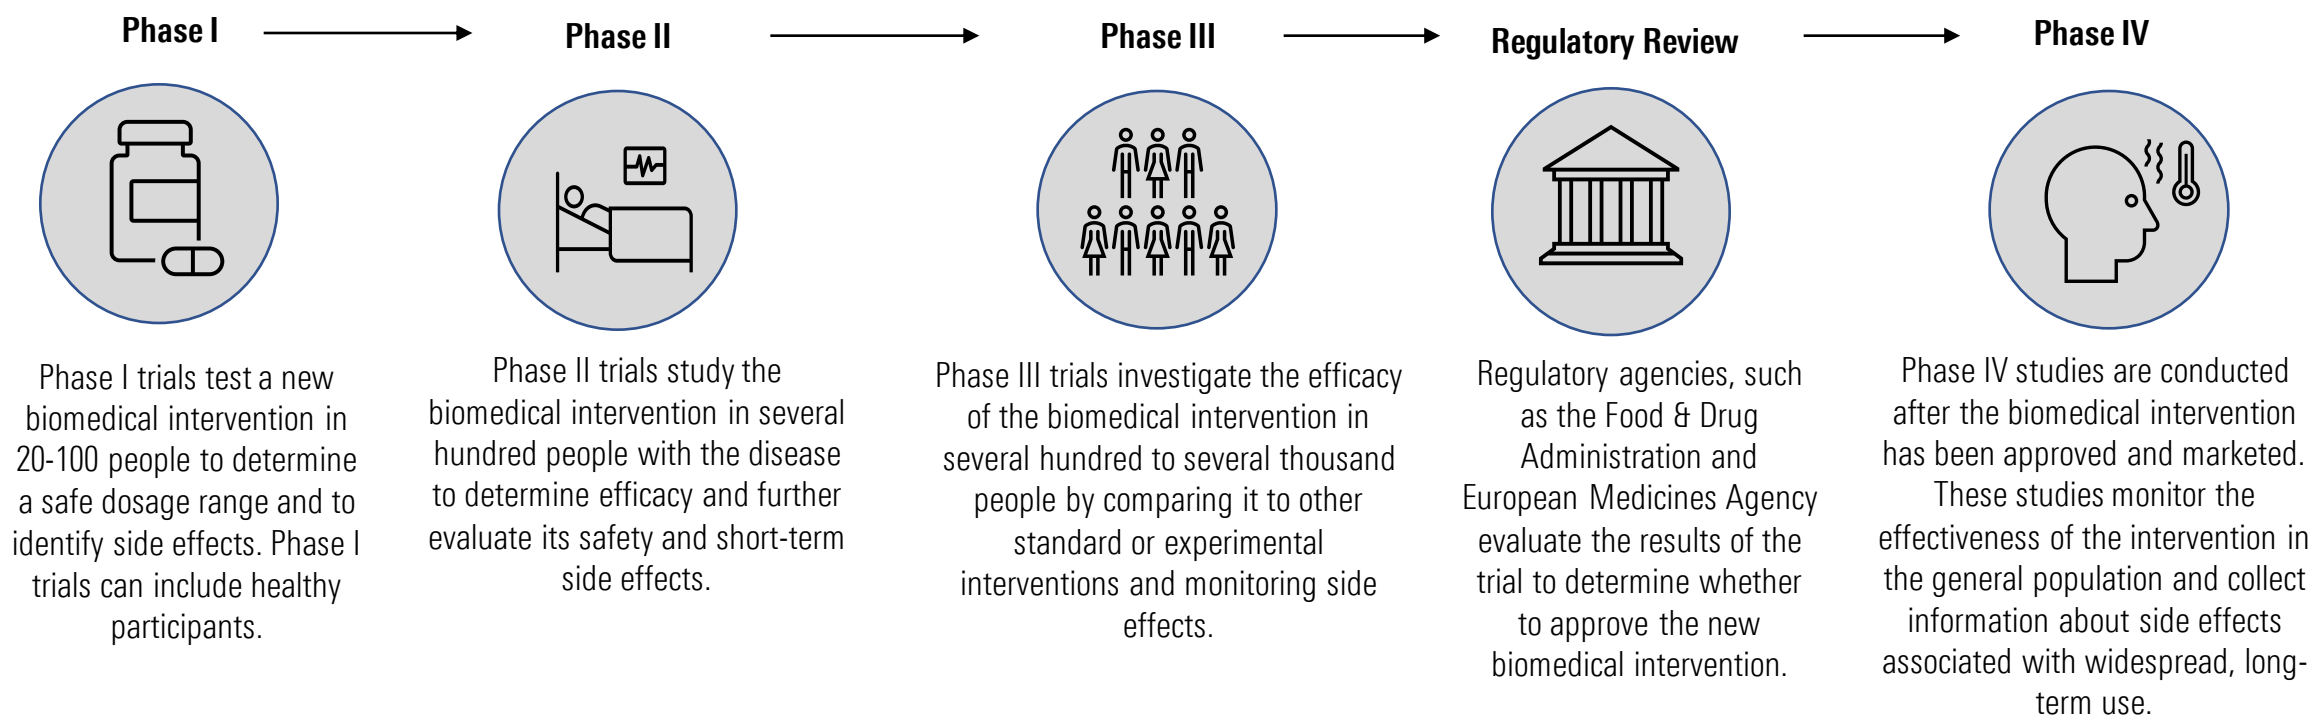 Phase I
Phase II
Phase III
Regulatory Review
Phase IV
Phase I trials test a new
biomedical intervention in
20-100 people to determine
a safe dosage range and to
identify side effects. Phase I
trials can include healthy
participants.
Phase II trials study the
biomedical intervention in several
hundred people with the disease
to determine efficacy and further
evaluate its safety and short-term
side effects.
Phase III trials investigate the efficacy
of the biomedical intervention in
several hundred to several thousand
people by comparing it to other
standard or experimental
interventions and monitoring side
effects.
Regulatory agencies, such
as the Food & Drug
Administration and
European Medicines Agency
evaluate the results of the
trial to determine whether
to approve the new
biomedical intervention.
Phase IV studies are conducted
after the biomedical intervention
has been approved and marketed.
These studies monitor the
effectiveness of the intervention in
the general population and collect
information about side effects
associated with widespread, long-
term use.